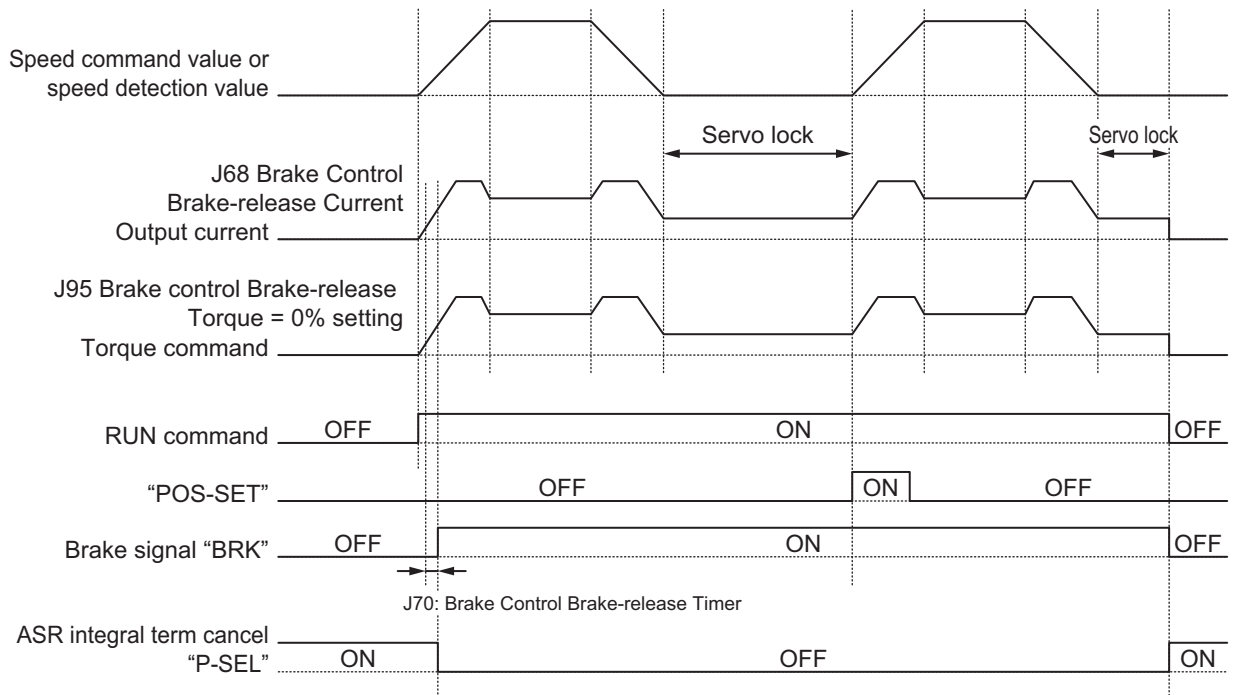 Speed command value or
speed detection value
Servo lock
Servo lock
J68 Brake Control
Brake-release Current
Output current
J95 Brake control Brake-release
Torque = 0% setting
Torque command
RUN command
OFF
ON
OFF
“POS-SET”
OFF
ON
OFF
Brake signal “BRK”
OFF
ON
OFF
J70: Brake Control Brake-release Timer
ASR integral term cancel
“P-SEL”
ON
OFF
ON